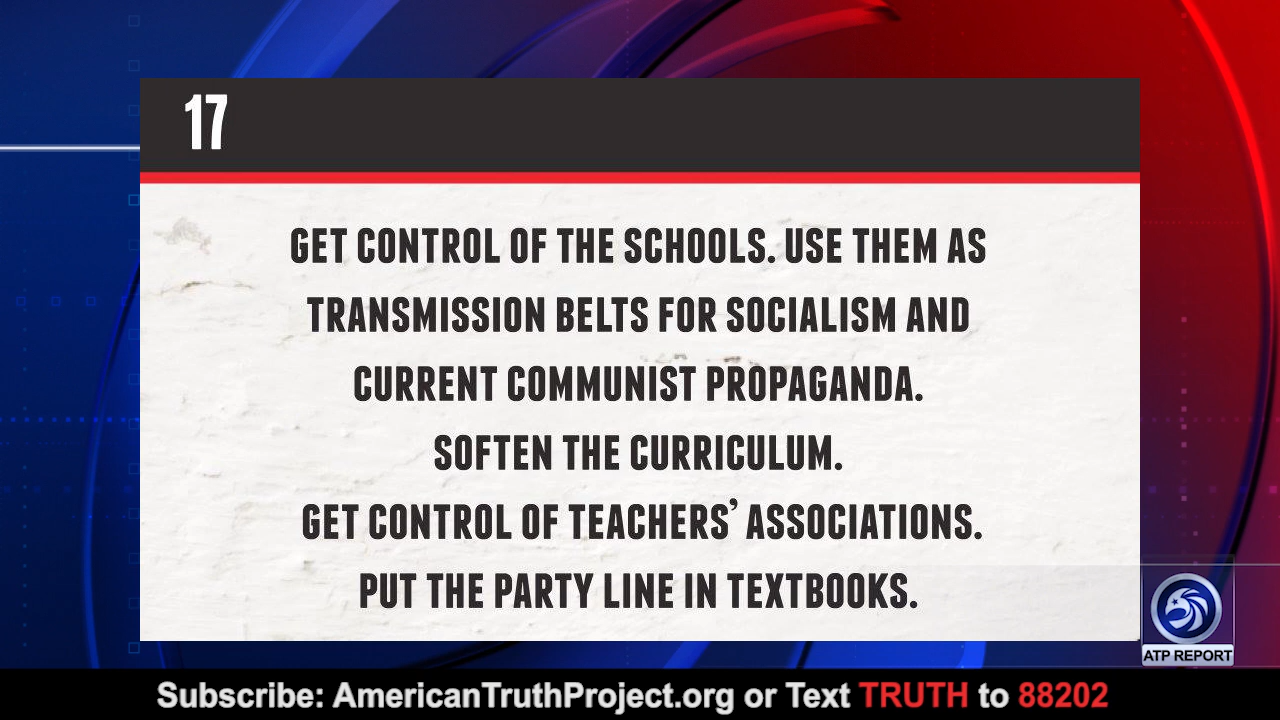 17
GET CONTROL OF THE SCHOOLS. USE THEM AS
TRANSMISSION BELTS FOR SOCIALISM AND
CURRENT COMMUNIST PROPAGANDA.
SOFTEN THE CURRICULUM.
GET CONTROL OF TEACHERS’ ASSOCIATIONS.
PUT THE PARTY LINE IN TEXTBOOKS.
ATP REPORT
Subscribe: AmericanTruthProject.org or Text TRUTH to 88202